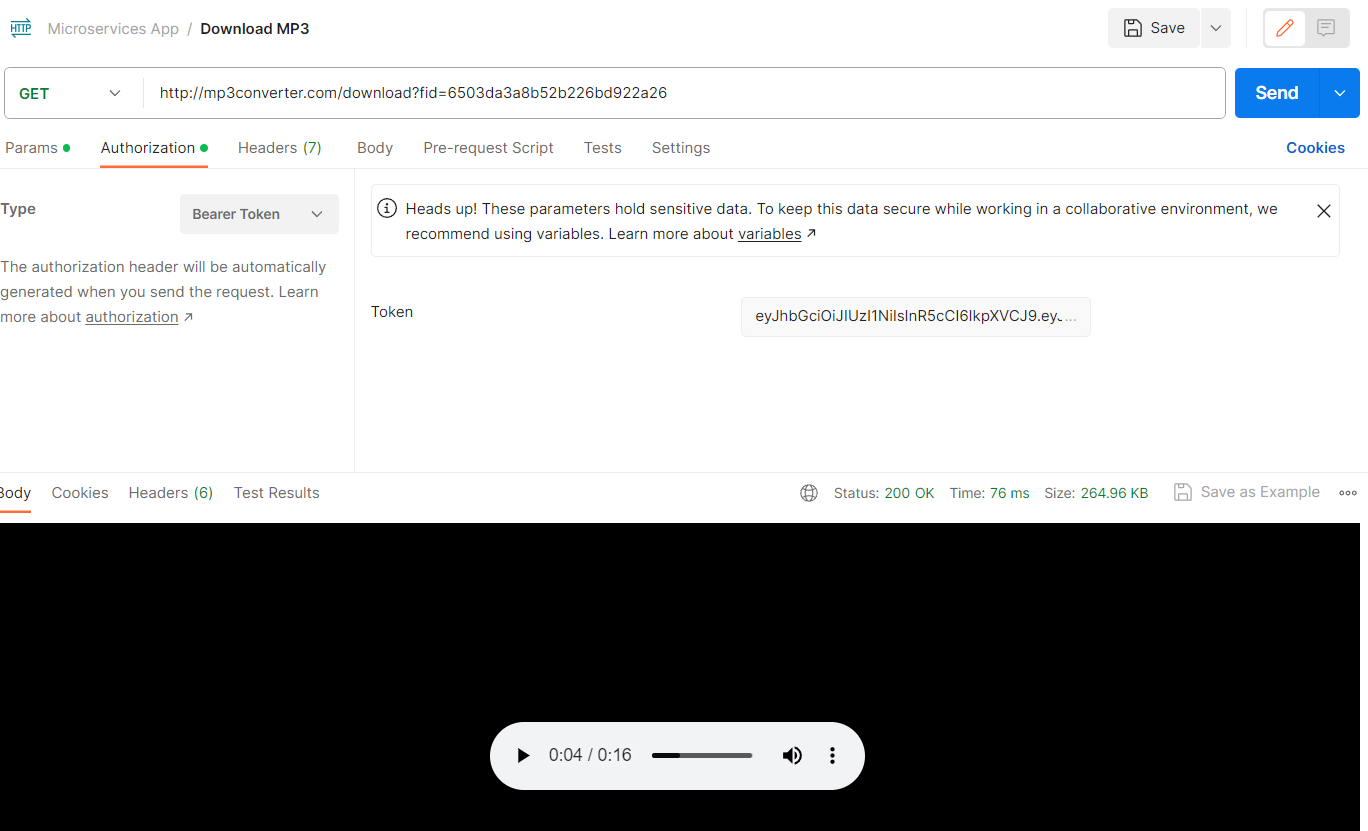 HTTP Microservices App / Download MP3 Save
GET http://mp3converter.com/download?fid=6503da3a8b52b226bd922a26 Send
Params Authorization Headers (7) Body Pre-request Script Tests Settings Cookies
Type Bearer Token
The authorization header will be automatically
generated when you send the request. Learn
more about authorization ↗
Heads up! These parameters hold sensitive data. To keep this data secure while working in a collaborative environment, we
recommend using variables. Learn more about variables ↗
Token eyJhbGciOiJIUzI1NiIsInR5cCI6IkpXVCJ9.eyJ...
Body Cookies Headers (6) Test Results Status: 200 OK Time: 76 ms Size: 264.96 KB Save as Example
0:04 / 0:16